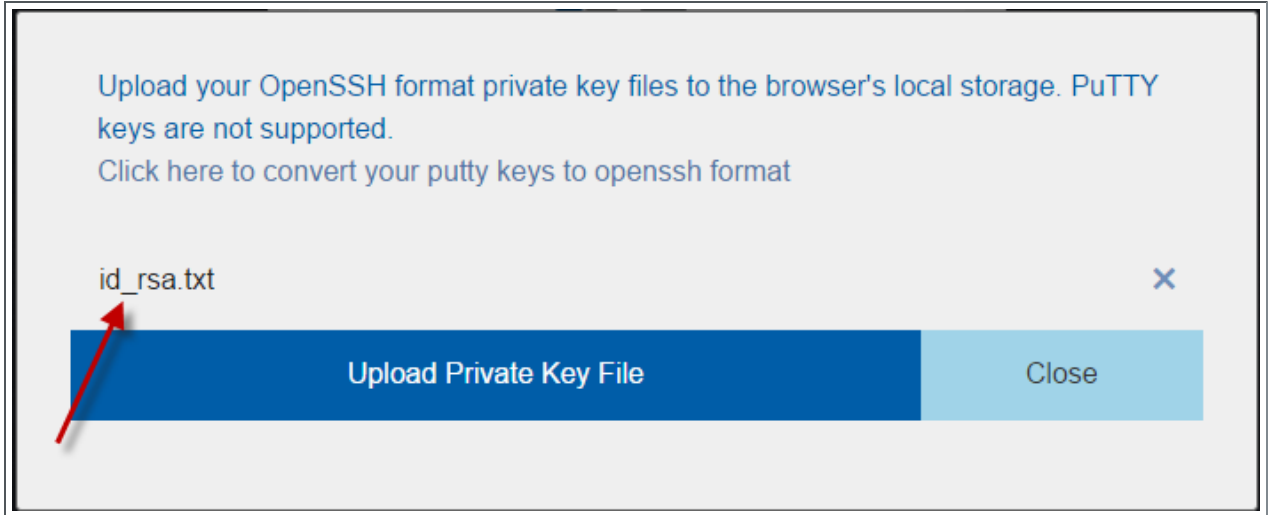 Upload your OpenSSH format private key files to the browser's local storage. PuTTY
keys are not supported.
Click here to convert your putty keys to openssh format
id_rsa.txt
Upload Private Key File
Close